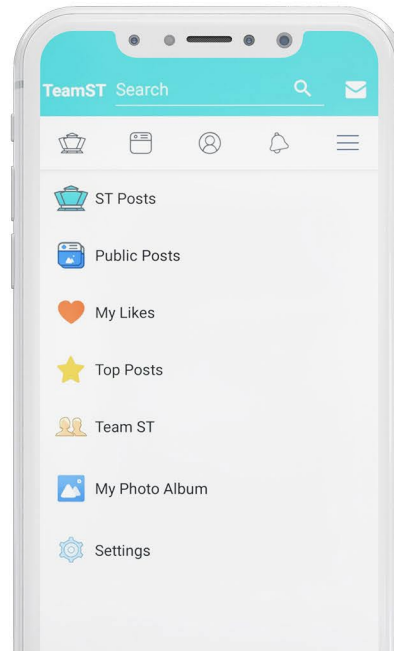 TeamST Search
ST Posts
Public Posts
My Likes
Top Posts
Team ST
My Photo Album
Settings